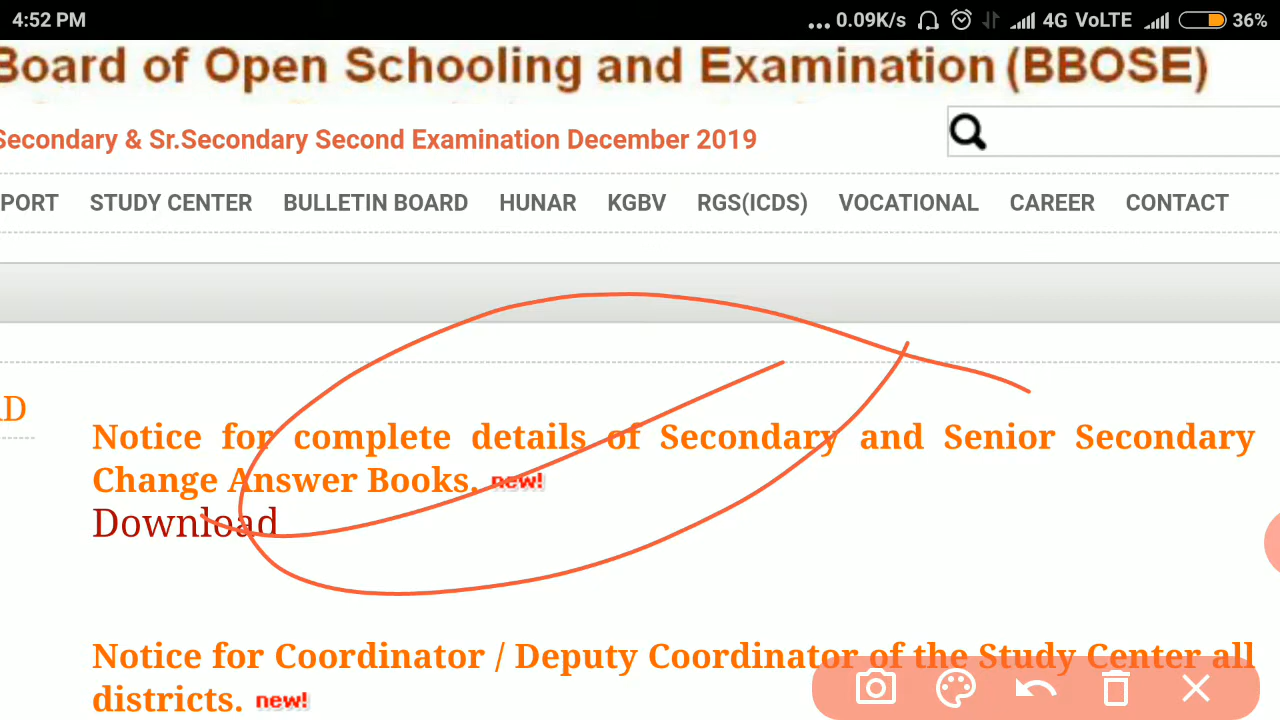 4:52 PM ... 0.09K/s 4G VoLTE 36%
Board of Open Schooling and Examination (BBOSE)
Secondary & Sr.Secondary Second Examination December 2019
PORT STUDY CENTER BULLETIN BOARD HUNAR KGBV RGS(ICDS) VOCATIONAL CAREER CONTACT
D
Notice for complete details of Secondary and Senior Secondary
Change Answer Books. new!
Download
Notice for Coordinator / Deputy Coordinator of the Study Center all
districts. new!